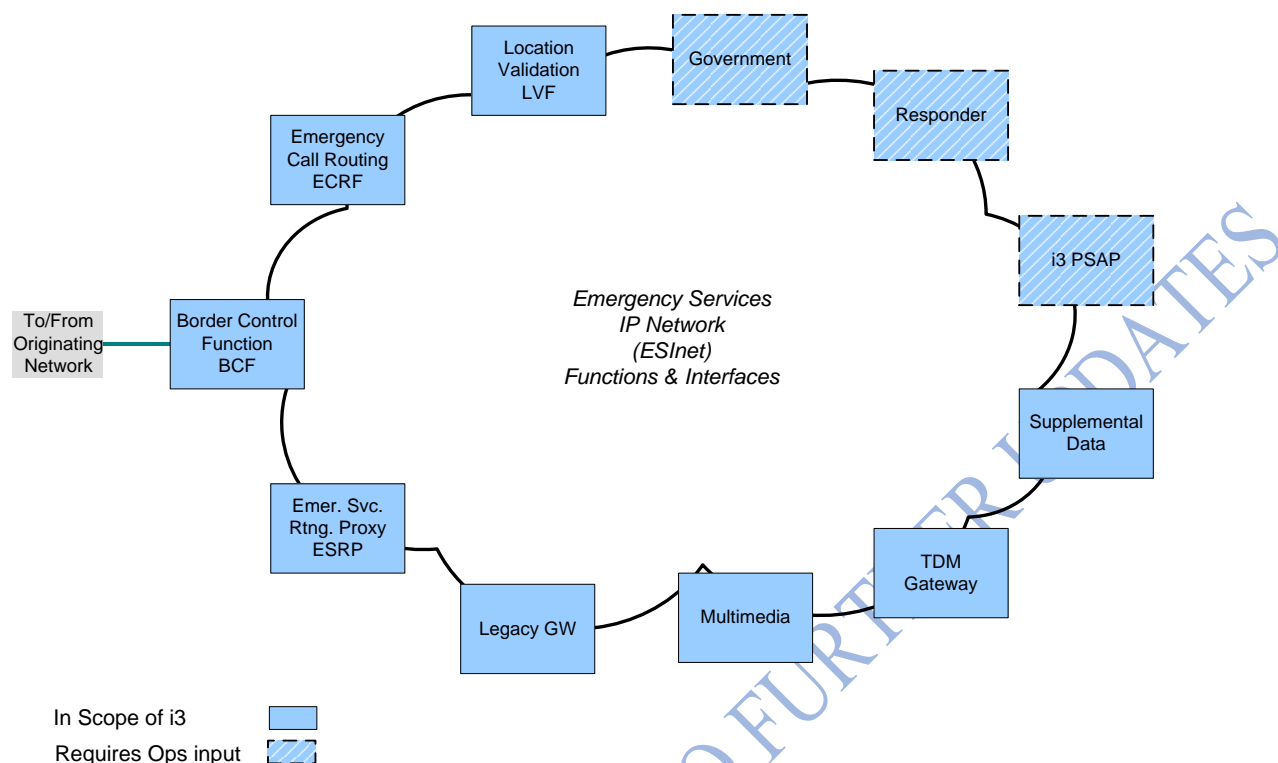 Location
Validation
LVF
Government
Responder
Emergency
Call Routing
ECRF
i3 PSAP
Emergency Services
IP Network
(ESInet)
Functions & Interfaces
To/From
Originating
Network
Border Control
Function
BCF
Supplemental
Data
Emer. Svc.
Rtng. Proxy
ESRP
TDM
Gateway
Legacy GW
Multimedia
In Scope of i3
Requires Ops input